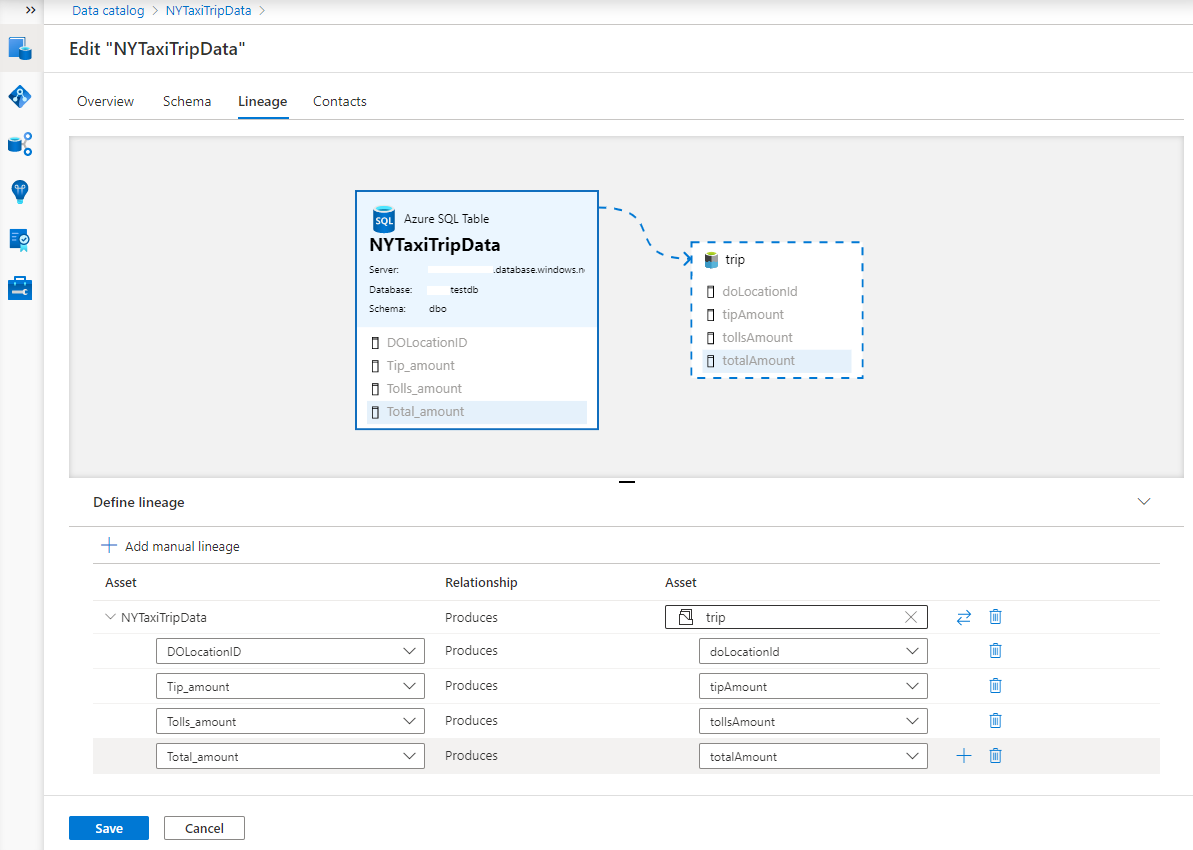 Data catalog > NYTaxiTripData >
Edit "NYTaxiTripData"
Overview Schema Lineage Contacts
SQL Azure SQL Table
NYTaxiTripData
Server: .database.windows.n
Database: testdb
Schema: dbo
DOLocationID
Tip_amount
Tolls_amount
Total_amount
trip
doLocationId
tipAmount
tollsAmount
totalAmount
Define lineage
Add manual lineage
Asset Relationship Asset
NYTaxiTripData Produces trip
DOLocationID Produces doLocationId
Tip_amount Produces tipAmount
Tolls_amount Produces tollsAmount
Total_amount Produces totalAmount
Save Cancel